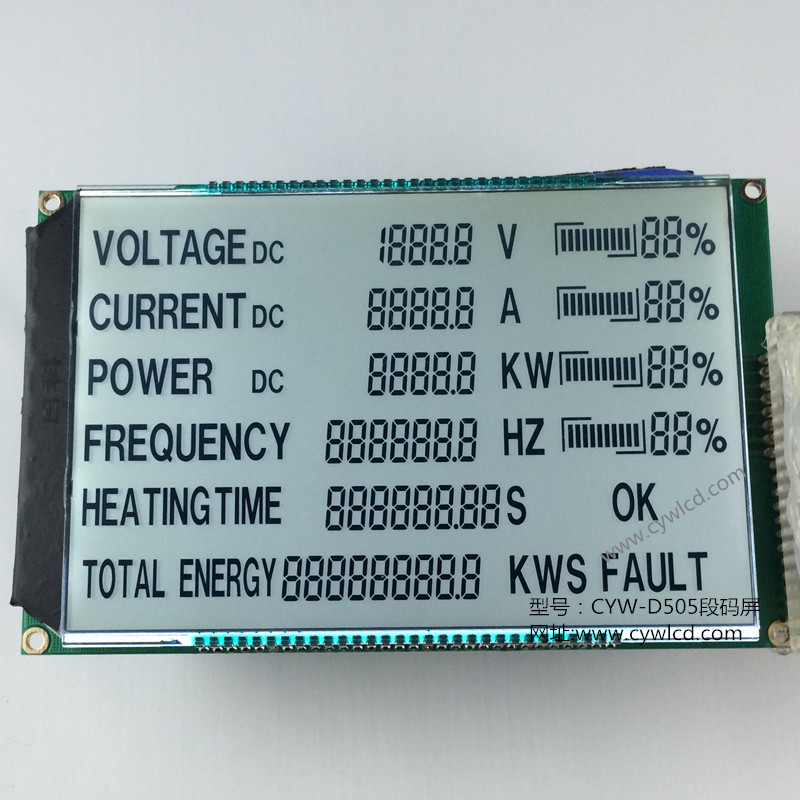 VOLTAGE DC 1888.8 V 88%
CURRENT DC 8888.8 A 88%
POWER DC 8888.8 KW 88%
FREQUENCY 888888.8 HZ 88%
HEATING TIME 888888.88 S OK
TOTAL ENERGY 88888888.8 KWS FAULT
www.cywlcd.com
型号：CYW-D505段码屏
网址:www.cywlcd.com